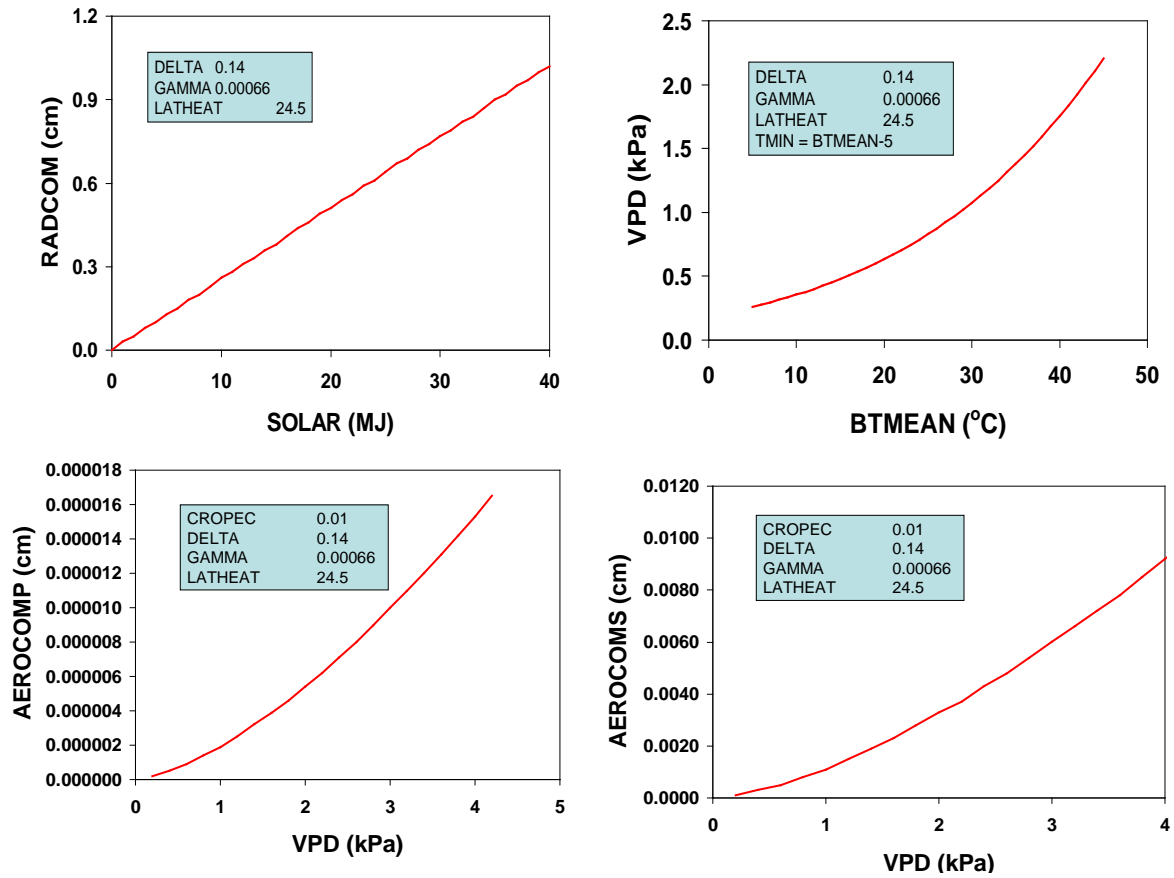 1.2
0.9
0.6
0.3
0.0
RADCOM (cm)
DELTA 0.14
GAMMA 0.00066
LATHEAT 24.5
0 10 20 30 40
SOLAR (MJ)
2.5
2.0
1.5
1.0
0.5
0.0
VPD (kPa)
DELTA 0.14
GAMMA 0.00066
LATHEAT 24.5
TMIN = BTMEAN-5
0 10 20 30 40 50
BTMEAN (°C)
0.000018
0.000016
0.000014
0.000012
0.000010
0.000008
0.000006
0.000004
0.000002
0.000000
AEROCOMP (cm)
CROPEC 0.01
DELTA 0.14
GAMMA 0.00066
LATHEAT 24.5
0 1 2 3 4 5
VPD (kPa)
0.0120
0.0100
0.0080
0.0060
0.0040
0.0020
0.0000
AEROCOMS (cm)
CROPEC 0.01
DELTA 0.14
GAMMA 0.00066
LATHEAT 24.5
0 1 2 3 4
VPD (kPa)